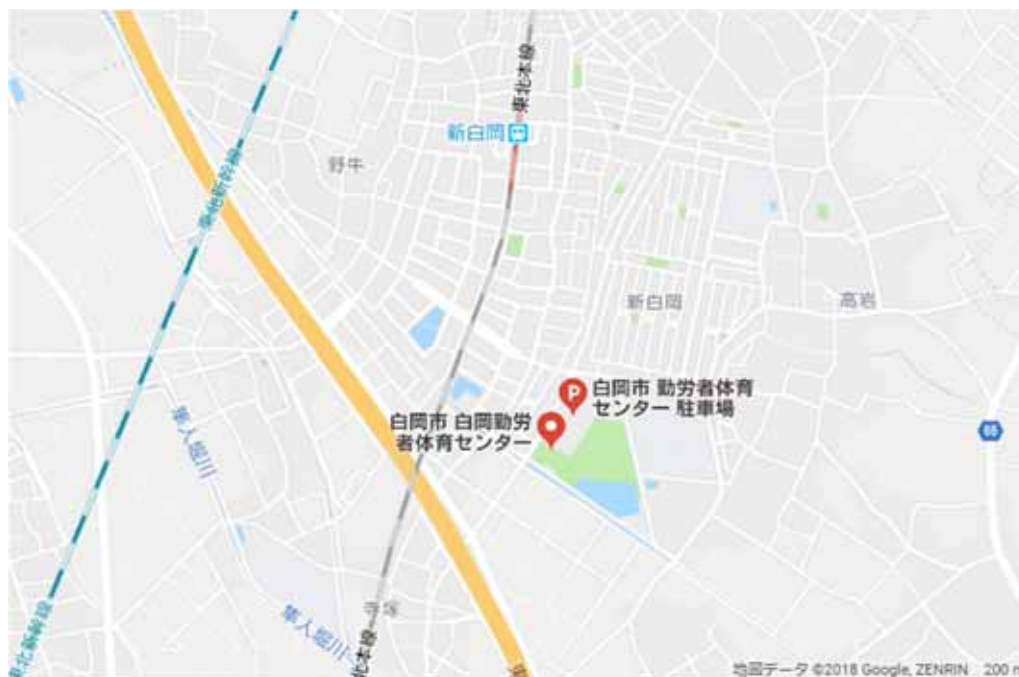 東北本線
新白岡
野牛
東北新幹線
新白岡
高岩
白岡市 勤労者体育
センター 駐車場
白岡市 白岡勤労
者体育センター
65
隼人堀川
寺塚
隼人堀川
北本線
東北新幹線
地図データ ©2018 Google, ZENRIN
200 m